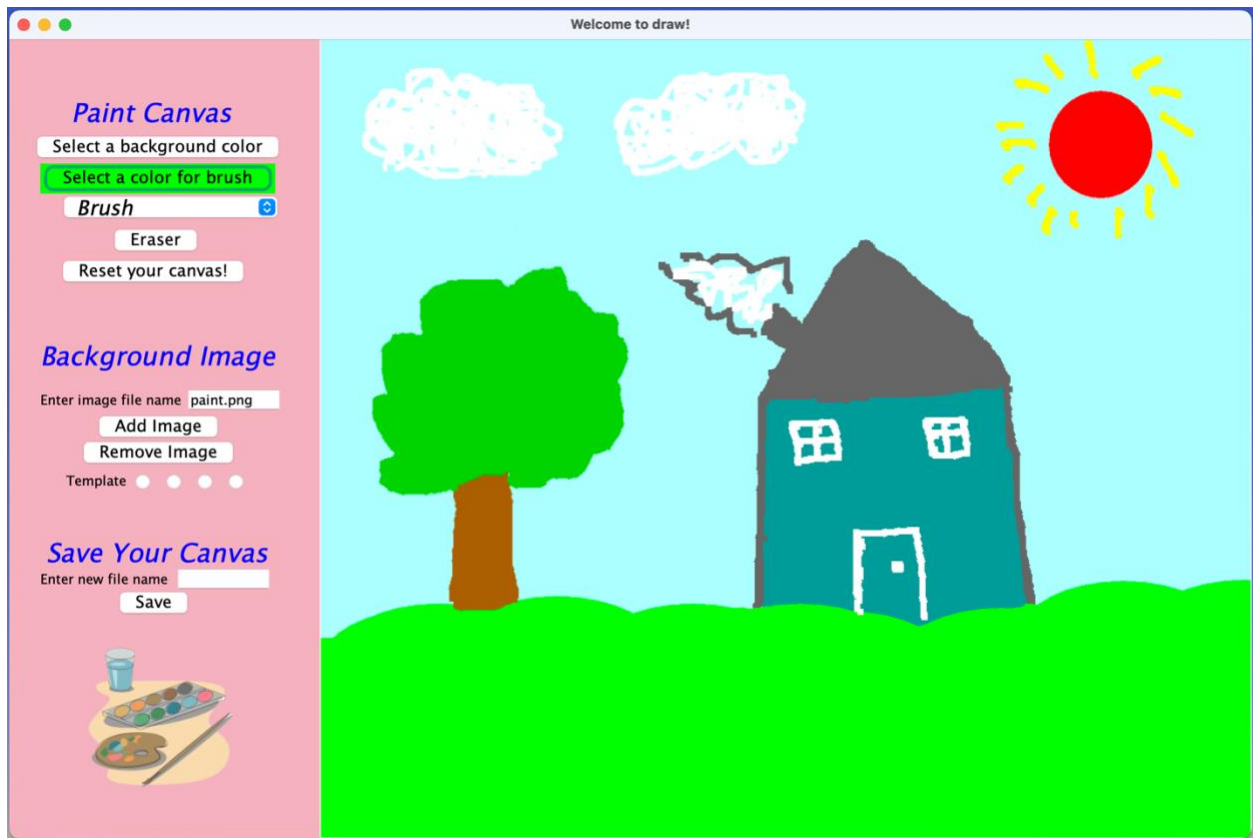 Welcome to draw!
Paint Canvas
Select a background color
Select a color for brush
Brush
Eraser
Reset your canvas!
Background Image
Enter image file name paint.png
Add Image
Remove Image
Template
Save Your Canvas
Enter new file name
Save